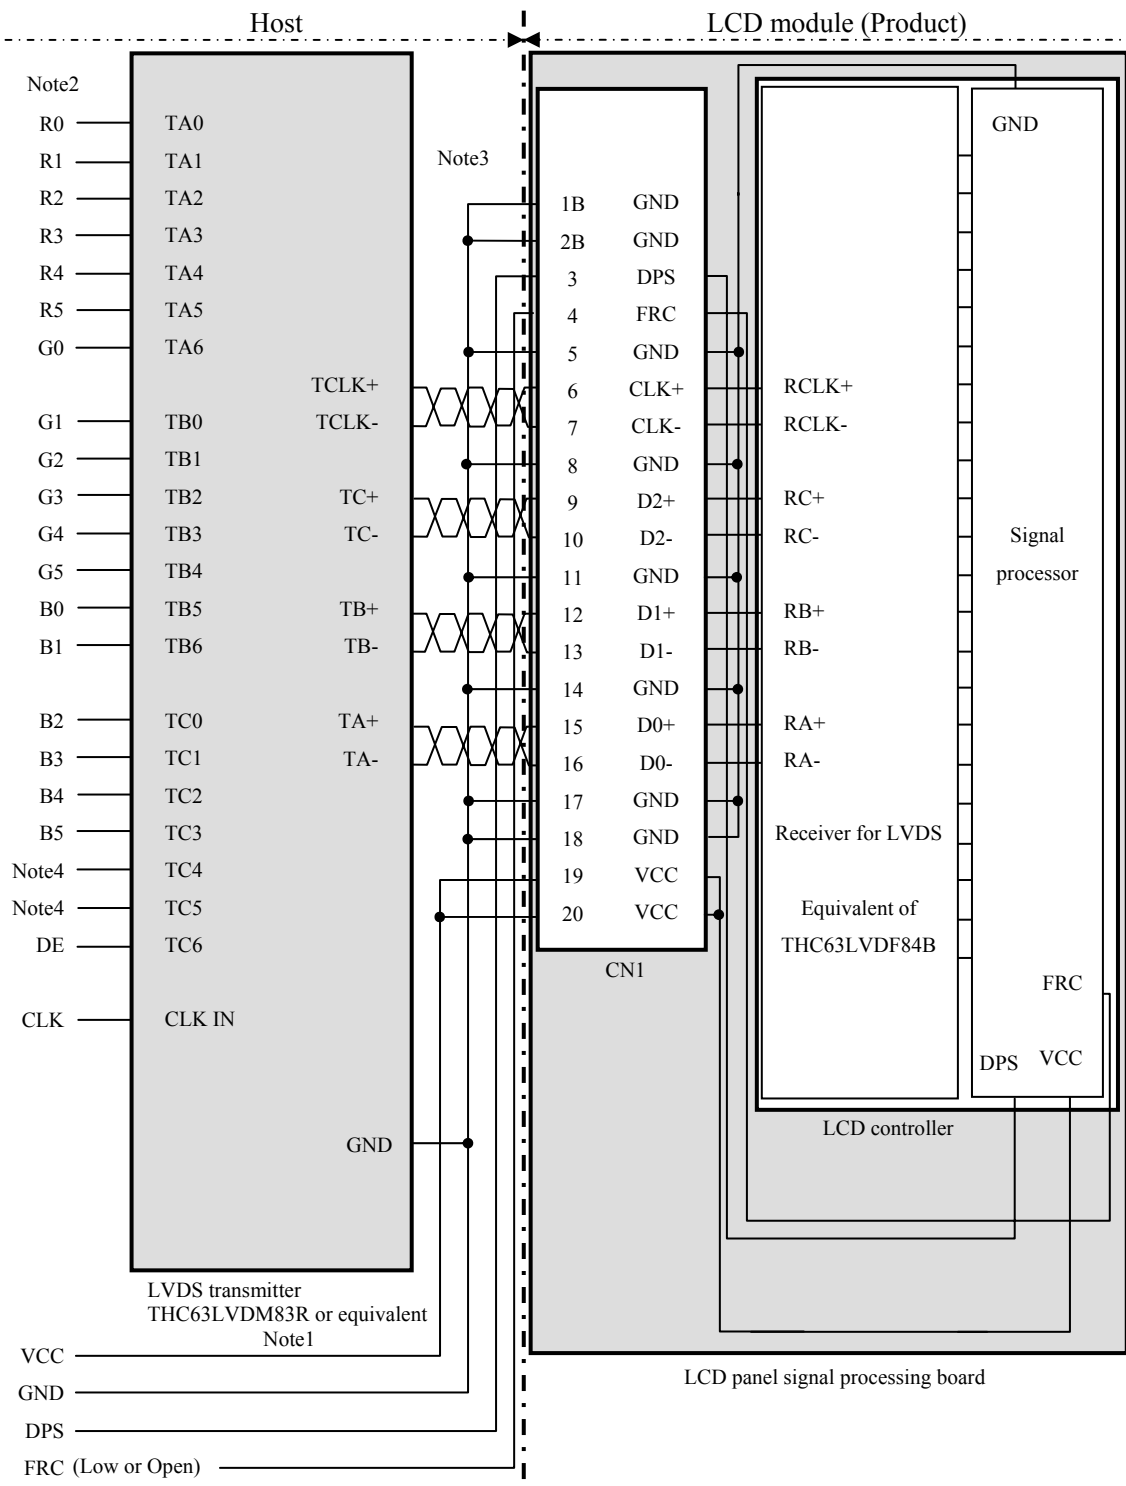 Host
LCD module (Product)
Note2
R0 TA0
R1 TA1
R2 TA2
R3 TA3
R4 TA4
R5 TA5
G0 TA6
TCLK+
G1 TB0 TCLK-
G2 TB1
G3 TB2 TC+
G4 TB3 TC-
G5 TB4
B0 TB5 TB+
B1 TB6 TB-
B2 TC0 TA+
B3 TC1 TA-
B4 TC2
B5 TC3
Note4 TC4
Note4 TC5
DE TC6
CLK CLK IN
GND
LVDS transmitter
THC63LVDM83R or equivalent
Note1
VCC
GND
DPS
FRC (Low or Open)
Note3
1B GND
2B GND
3 DPS
4 FRC
5 GND
6 CLK+
7 CLK-
8 GND
9 D2+
10 D2-
11 GND
12 D1+
13 D1-
14 GND
15 D0+
16 D0-
17 GND
18 GND
19 VCC
20 VCC
CN1
RCLK+
RCLK-
RC+
RC-
RB+
RB-
RA+
RA-
Receiver for LVDS
Equivalent of
THC63LVDF84B
GND
Signal
processor
FRC
DPS VCC
LCD controller
LCD panel signal processing board